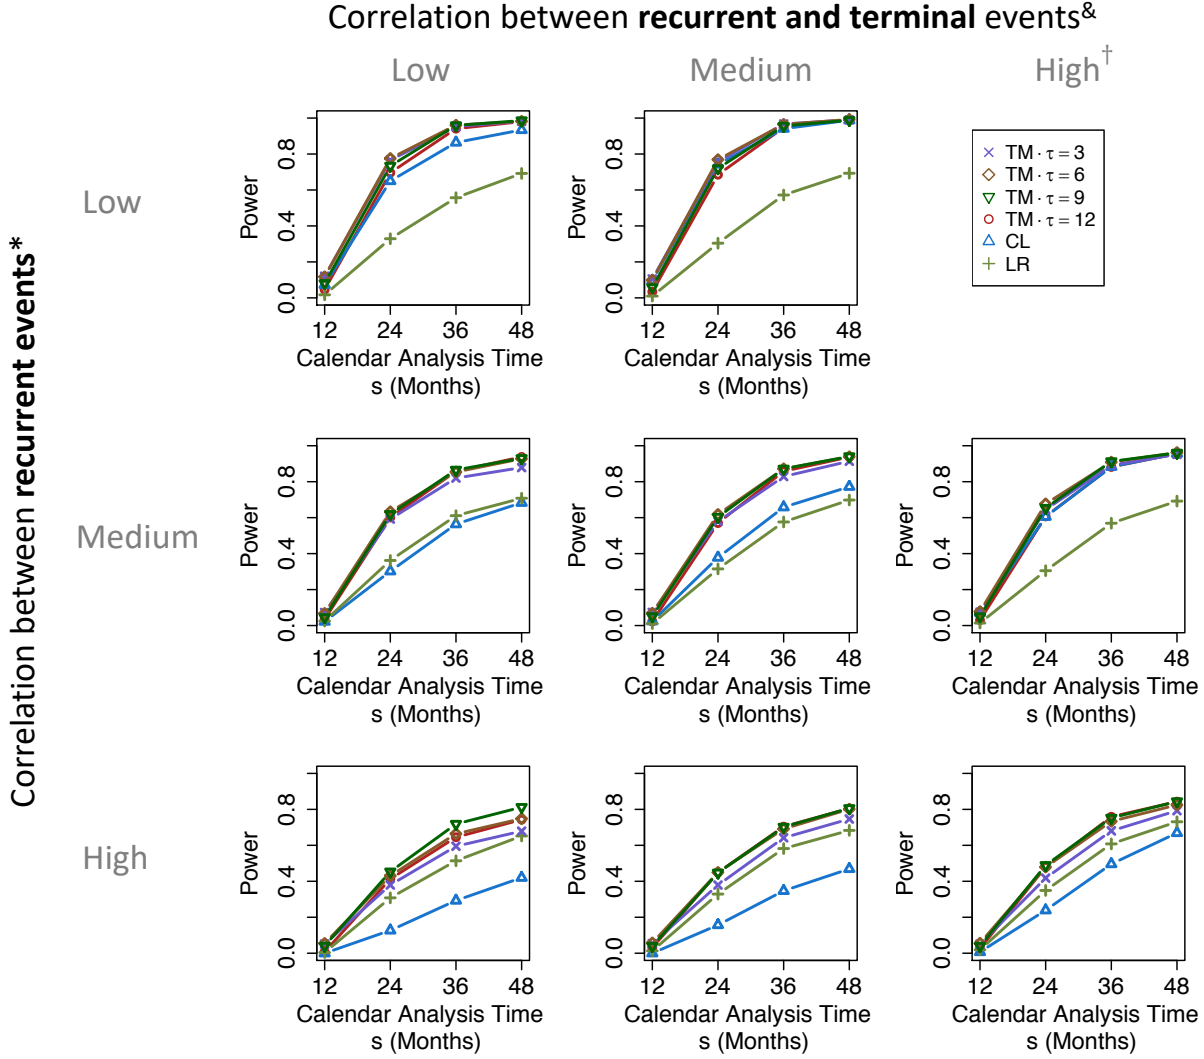 Correlation between recurrent and terminal events&
Low
Medium
High†
Correlation between recurrent events*
Low
Power
0.0
0.4
0.8
12 24 36 48
Calendar Analysis Time
s (Months)
Power
0.0
0.4
0.8
12 24 36 48
Calendar Analysis Time
s (Months)
TM · τ = 3
TM · τ = 6
TM · τ = 9
TM · τ = 12
CL
LR
Medium
Power
0.0
0.4
0.8
12 24 36 48
Calendar Analysis Time
s (Months)
Power
0.0
0.4
0.8
12 24 36 48
Calendar Analysis Time
s (Months)
Power
0.0
0.4
0.8
12 24 36 48
Calendar Analysis Time
s (Months)
High
Power
0.0
0.4
0.8
12 24 36 48
Calendar Analysis Time
s (Months)
Power
0.0
0.4
0.8
12 24 36 48
Calendar Analysis Time
s (Months)
Power
0.0
0.4
0.8
12 24 36 48
Calendar Analysis Time
s (Months)